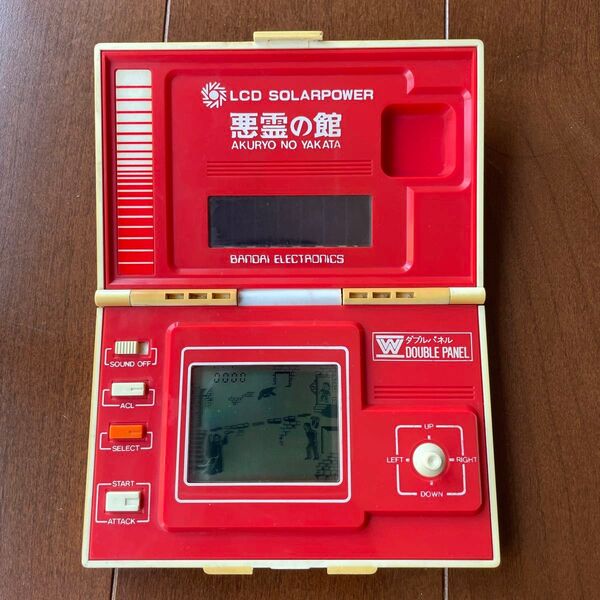 LCD SOLARPOWER
悪霊の館
AKURYO NO YAKATA
BANDAI ELECTRONICS
W ダブルパネル
DOUBLE PANEL
SOUND OFF
ACL
SELECT
START
ATTACK
0000
UP
LEFT
RIGHT
DOWN